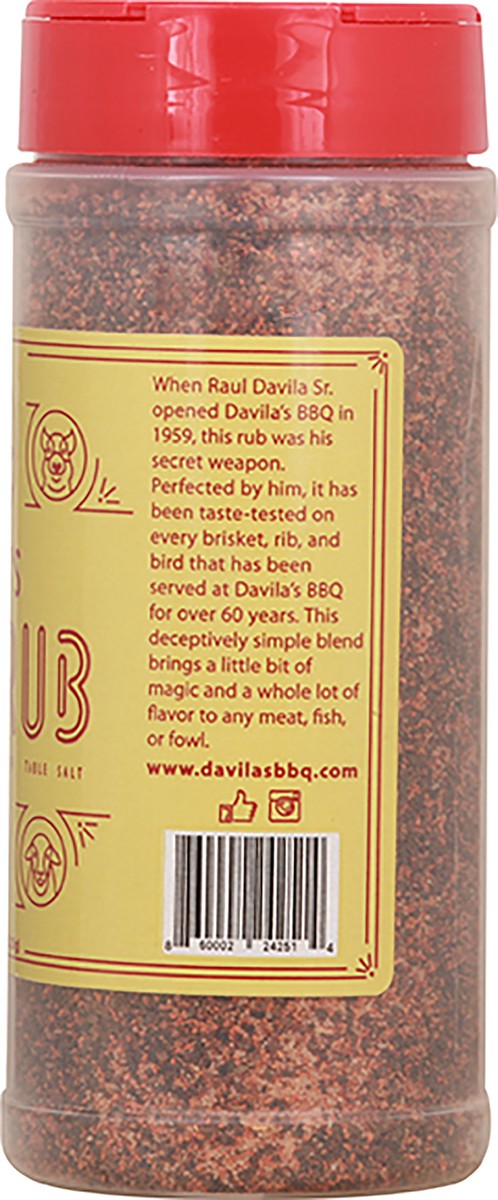 When Raul Davila Sr.
opened Davila's BBQ in
1959, this rub was his
secret weapon.
Perfected by him, it has
been taste-tested on
every brisket, rib, and
bird that has been
served at Davila's BBQ
for over 60 years. This
deceptively simple blend
brings a little bit of
magic and a whole lot of
flavor to any meat, fish,
or fowl.
www.davilasbbq.com
S
UB
TABLE SALT
8 60002 24251 4